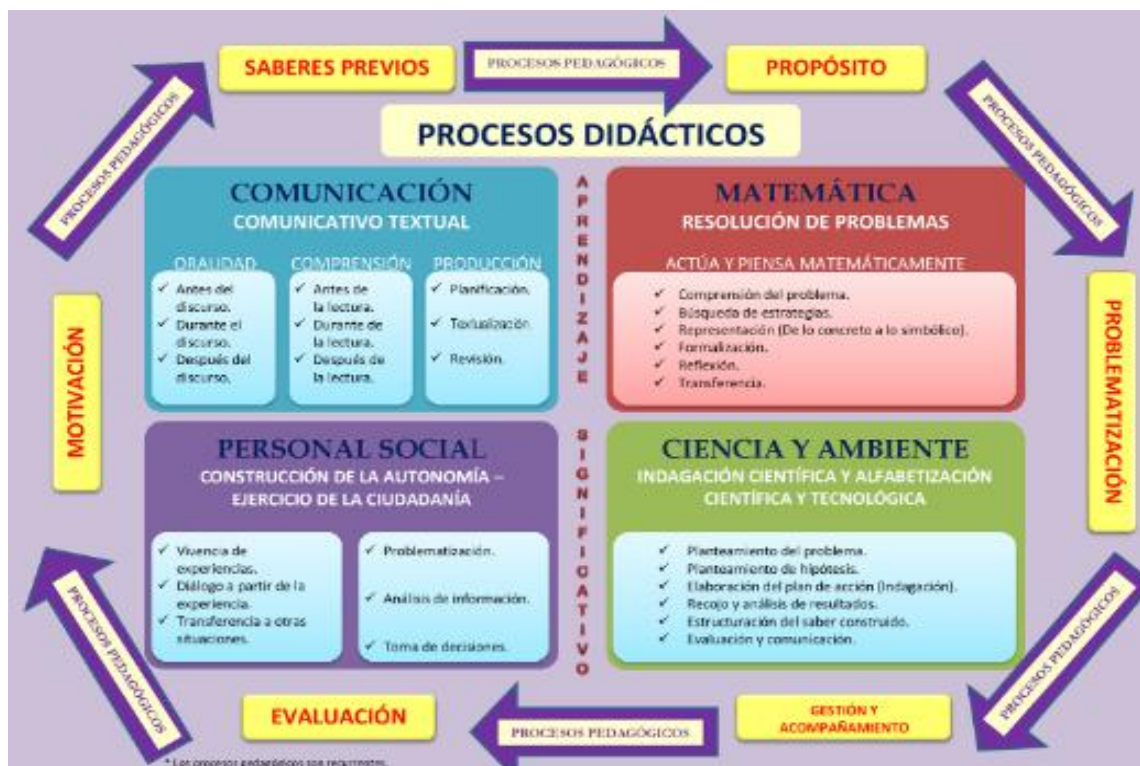 SABERES PREVIOS
PROCESOS PEDAGÓGICOS
PROPÓSITO
PROCESOS PEDAGÓGICOS
PROCESOS PEDAGÓGICOS
PROCESOS DIDÁCTICOS
COMUNICACIÓN
COMUNICATIVO TEXTUAL
ORALIDAD
Antes del
discurso.
Durante el
discurso.
Después del
discurso.
COMPRENSIÓN
Antes de
la lectura.
Durante de
la lectura.
Después de
la lectura.
PRODUCCIÓN
Planificación.
Textualización.
Revisión.
APRENDIZAJE
SIGNIFICATIVO
MATEMÁTICA
RESOLUCIÓN DE PROBLEMAS
ACTÚA Y PIENSA MATEMÁTICAMENTE
Comprensión del problema.
Búsqueda de estrategias.
Representación (De lo concreto a lo simbólico).
Formalización.
Reflexión.
Transferencia.
MOTIVACIÓN
PROBLEMATIZACIÓN
PERSONAL SOCIAL
CONSTRUCCIÓN DE LA AUTONOMÍA –
EJERCICIO DE LA CIUDADANÍA
Vivencia de
experiencias.
Diálogo a partir de la
experiencia.
Transferencia a otras
situaciones.
Problematización.
Análisis de información.
Toma de decisiones.
CIENCIA Y AMBIENTE
INDAGACIÓN CIENTÍFICA Y ALFABETIZACIÓN
CIENTÍFICA Y TECNOLÓGICA
Planteamiento del problema.
Planteamiento de hipótesis.
Elaboración del plan de acción (Indagación).
Recojo y análisis de resultados.
Estructuración del saber construido.
Evaluación y comunicación.
PROCESOS PEDAGÓGICOS
PROCESOS PEDAGÓGICOS
EVALUACIÓN
PROCESOS PEDAGÓGICOS
GESTIÓN Y
ACOMPAÑAMIENTO
* Los procesos pedagógicos son recurrentes.